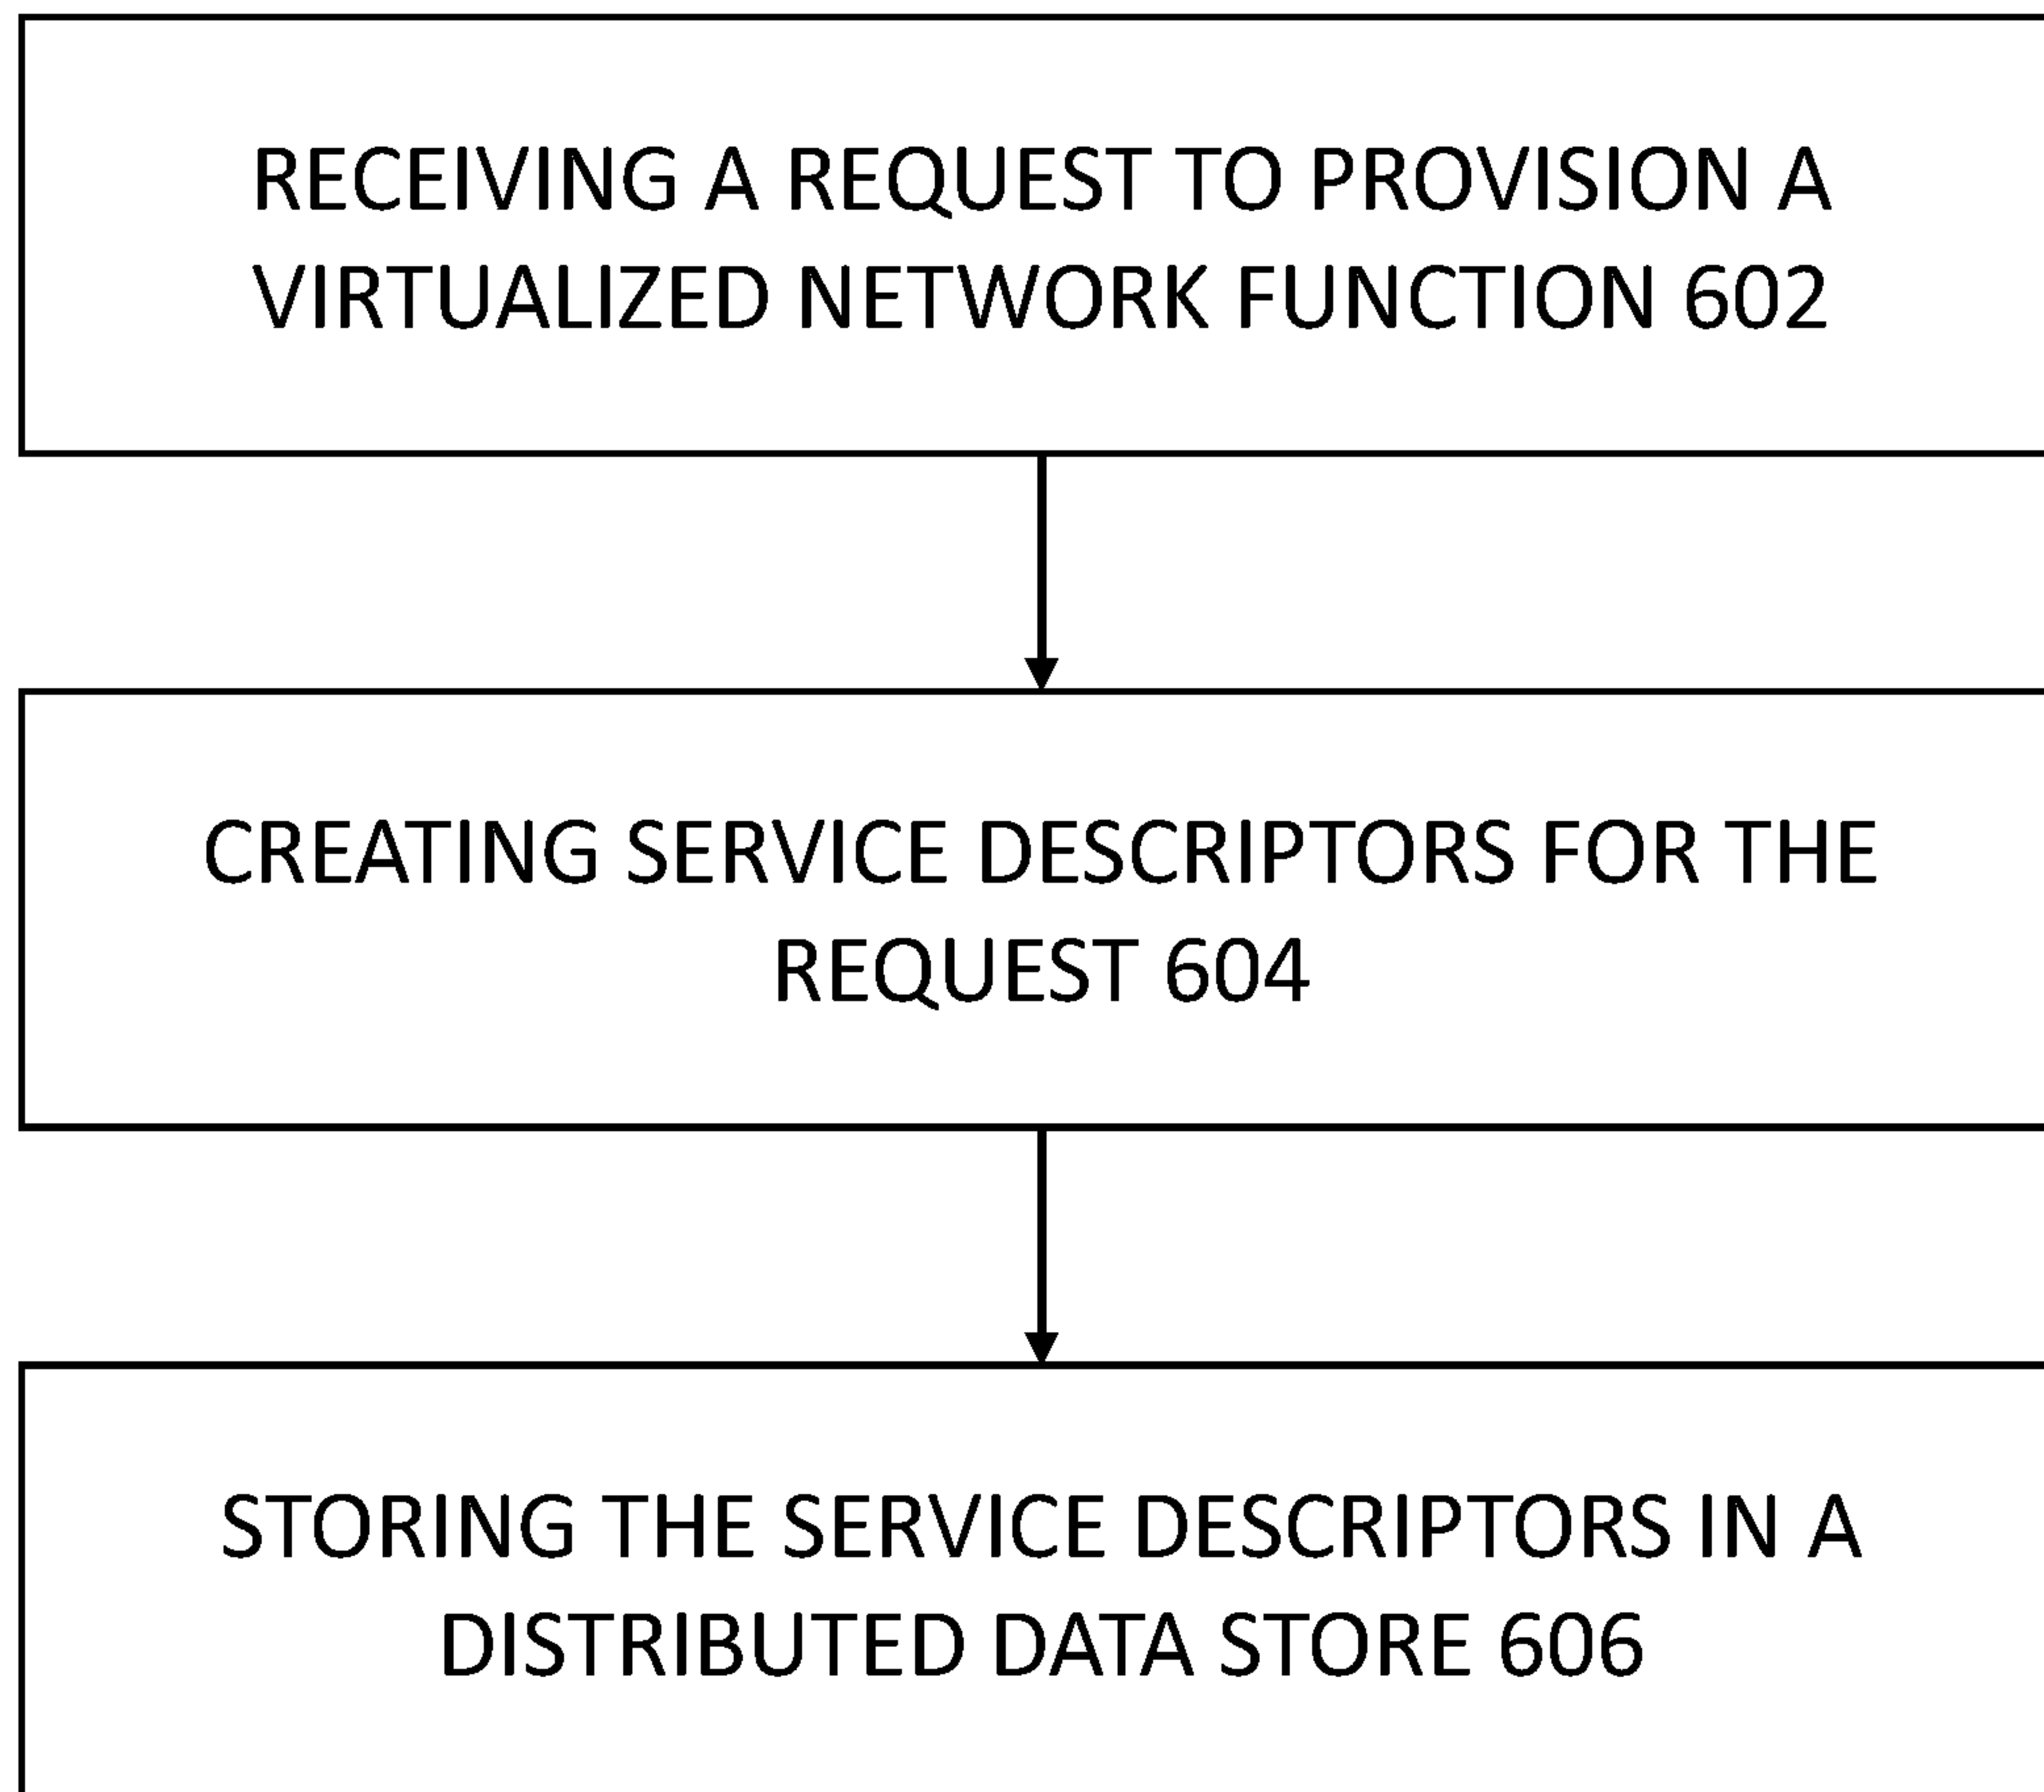 RECEIVING A REQUEST TO PROVISION A
VIRTUALIZED NETWORK FUNCTION 602
CREATING SERVICE DESCRIPTORS FOR THE
REQUEST 604
STORING THE SERVICE DESCRIPTORS IN A
DISTRIBUTED DATA STORE 606